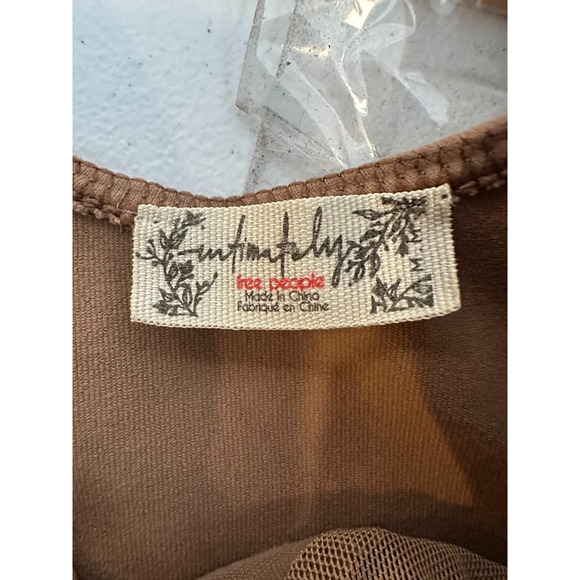 intimately
free people
Made in China
Fabriqué en Chine